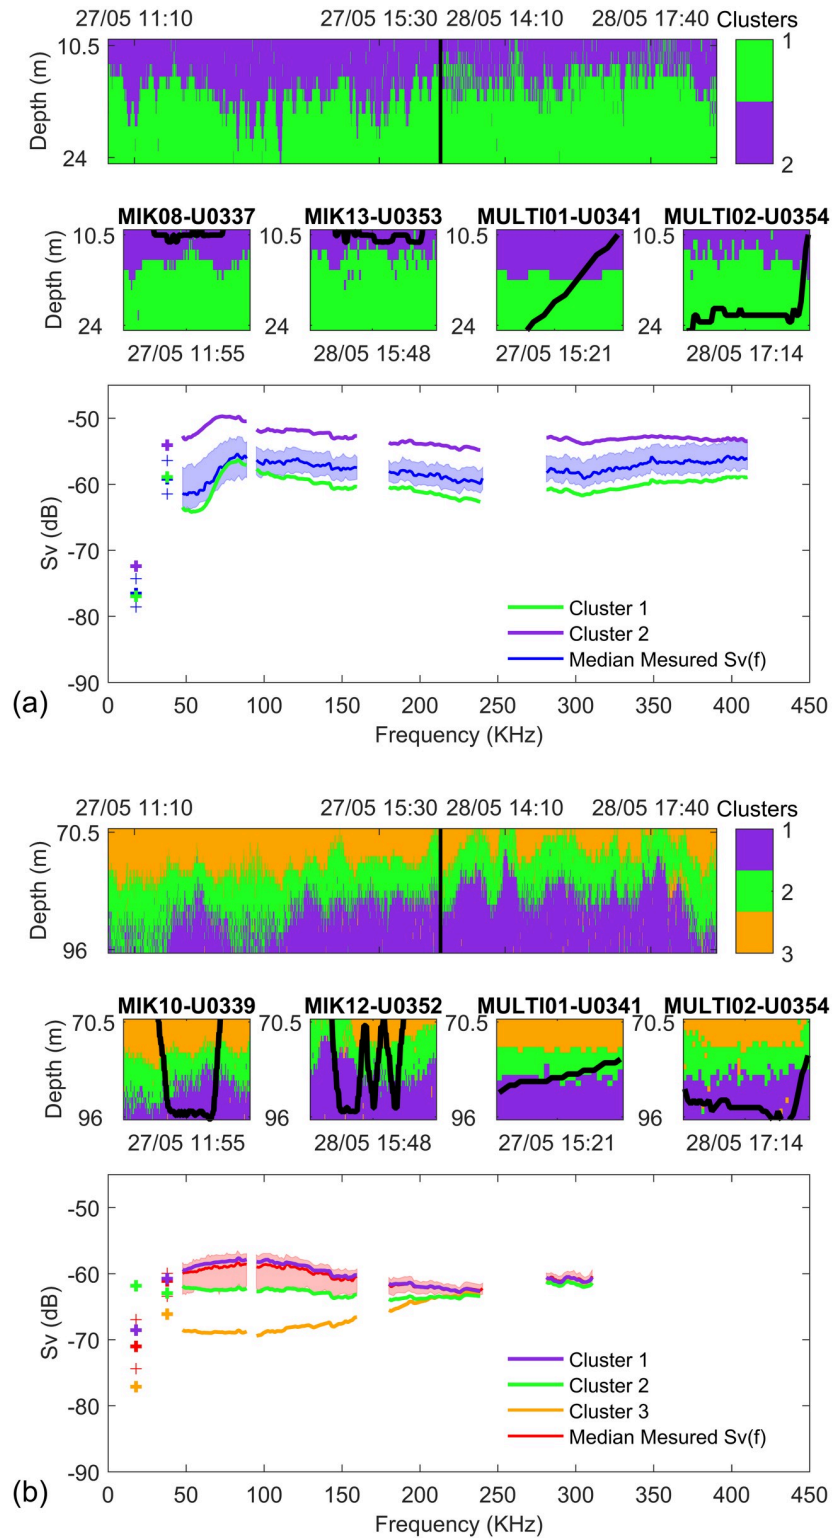 27/05 11:10 27/05 15:30 28/05 14:10 28/05 17:40 Clusters
10.5 1
Depth (m)
24 2
MIK08-U0337 MIK13-U0353 MULTI01-U0341 MULTI02-U0354
10.5 10.5 10.5 10.5
Depth (m)
24 24 24 24
27/05 11:55 28/05 15:48 27/05 15:21 28/05 17:14
-50
-60
Sv (dB)
-70
-80
-90
Cluster 1
Cluster 2
Median Mesured Sv(f)
(a)
0 50 100 150 200 250 300 350 400 450
Frequency (KHz)
27/05 11:10 27/05 15:30 28/05 14:10 28/05 17:40 Clusters
70.5 1
Depth (m) 2
96 3
MIK10-U0339 MIK12-U0352 MULTI01-U0341 MULTI02-U0354
70.5 70.5 70.5 70.5
Depth (m)
96 96 96 96
27/05 11:55 28/05 15:48 27/05 15:21 28/05 17:14
-50
-60
Sv (dB)
-70
-80
-90
Cluster 1
Cluster 2
Cluster 3
Median Mesured Sv(f)
(b)
0 50 100 150 200 250 300 350 400 450
Frequency (KHz)